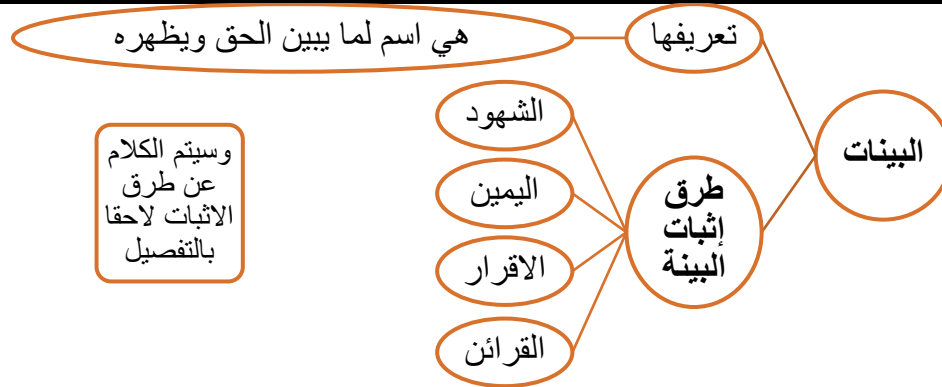 البينات
تعريفها
هي اسم لما يبين الحق ويظهره
طرق
إثبات
البينة
الشهود
اليمين
الاقرار
القرائن
وسيتم الكلام
عن طرق
الاثبات لاحقا
بالتفصيل